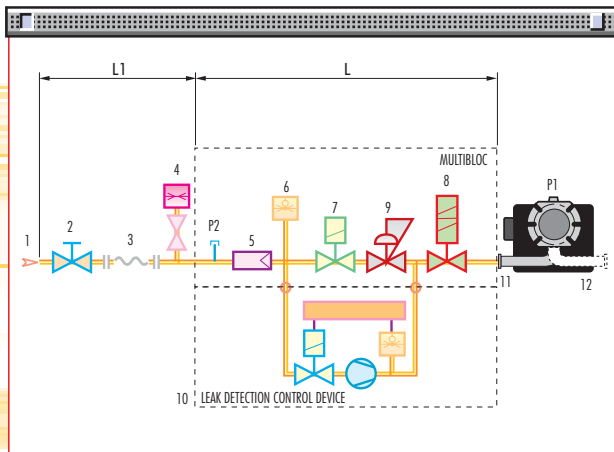 L1 L
MULTIBLOC
4 6 7 9 8 P1
1 2 3 P2 5
11 12
10 LEAK DETECTION CONTROL DEVICE